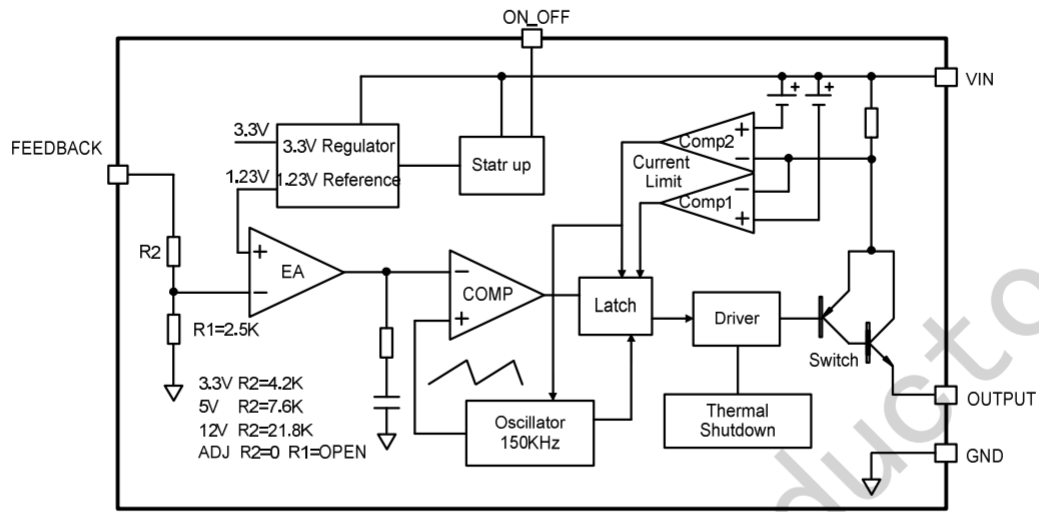 ON_OFF
VIN
FEEDBACK
3.3V
3.3V Regulator
1.23V
1.23V Reference
Statr up
Comp2
+
−
Current
Limit
Comp1
−
+
+
+
R2
+
−
EA
R1=2.5K
−
COMP
+
Latch
Driver
Switch
3.3V R2=4.2K
5V R2=7.6K
12V R2=21.8K
ADJ R2=0 R1=OPEN
Oscillator
150KHz
Thermal
Shutdown
OUTPUT
GND
ducto